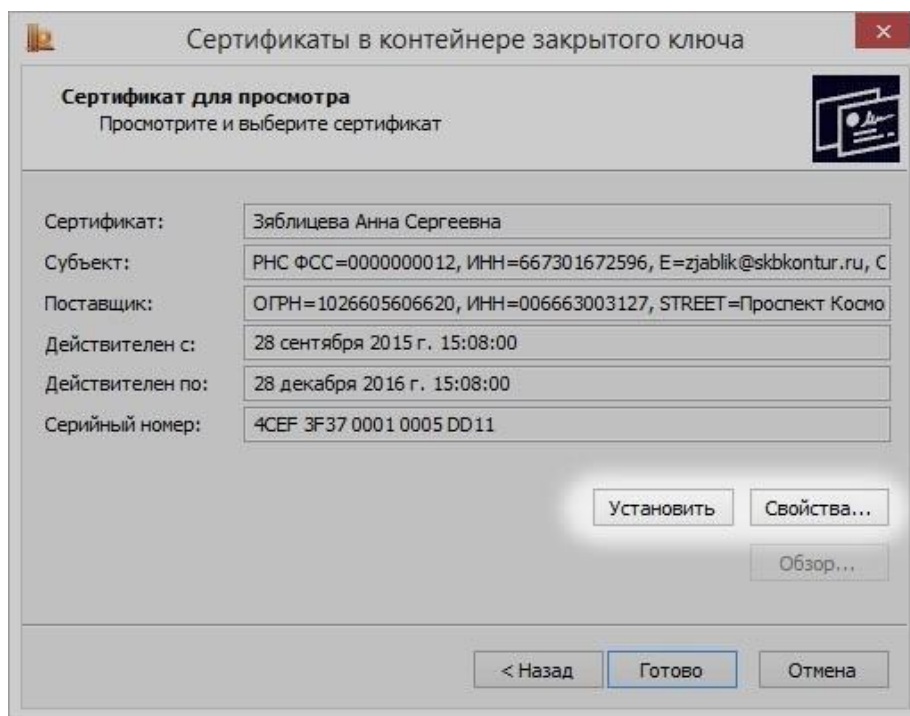 Сертификаты в контейнере закрытого ключа
Сертификат для просмотра
Просмотрите и выберите сертификат
Сертификат: Зяблицева Анна Сергеевна
Субъект: РНС ФСС=0000000012, ИНН=667301672596, E=zjablik@skbkontur.ru, C
Поставщик: ОГРН=1026605606620, ИНН=006663003127, STREET=Проспект Космо
Действителен с: 28 сентября 2015 г. 15:08:00
Действителен по: 28 декабря 2016 г. 15:08:00
Серийный номер: 4CEF 3F37 0001 0005 DD11
Установить Свойства...
Обзор...
< Назад Готово Отмена